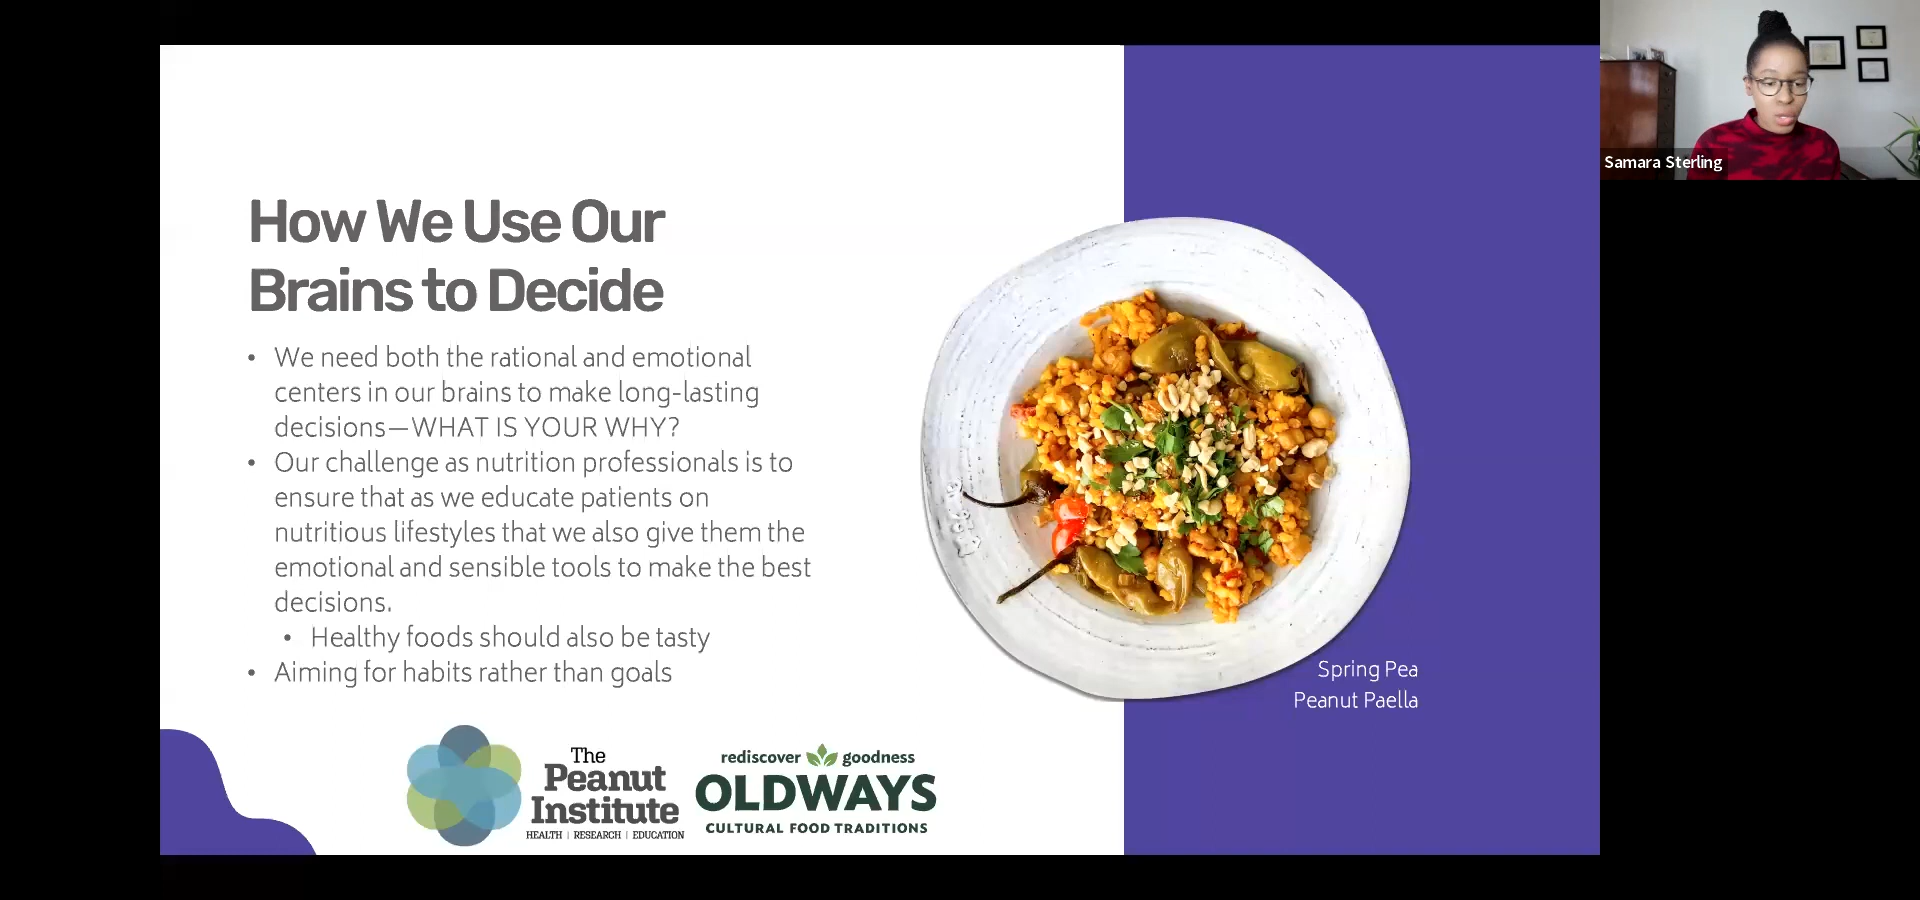 How We Use Our
Brains to Decide
• We need both the rational and emotional
centers in our brains to make long-lasting
decisions—WHAT IS YOUR WHY?
• Our challenge as nutrition professionals is to
ensure that as we educate patients on
nutritious lifestyles that we also give them the
emotional and sensible tools to make the best
decisions.
• Healthy foods should also be tasty
• Aiming for habits rather than goals
Spring Pea
Peanut Paella
The
Peanut
Institute
HEALTH | RESEARCH | EDUCATION
rediscover goodness
OLDWAYS
CULTURAL FOOD TRADITIONS
Samara Sterling